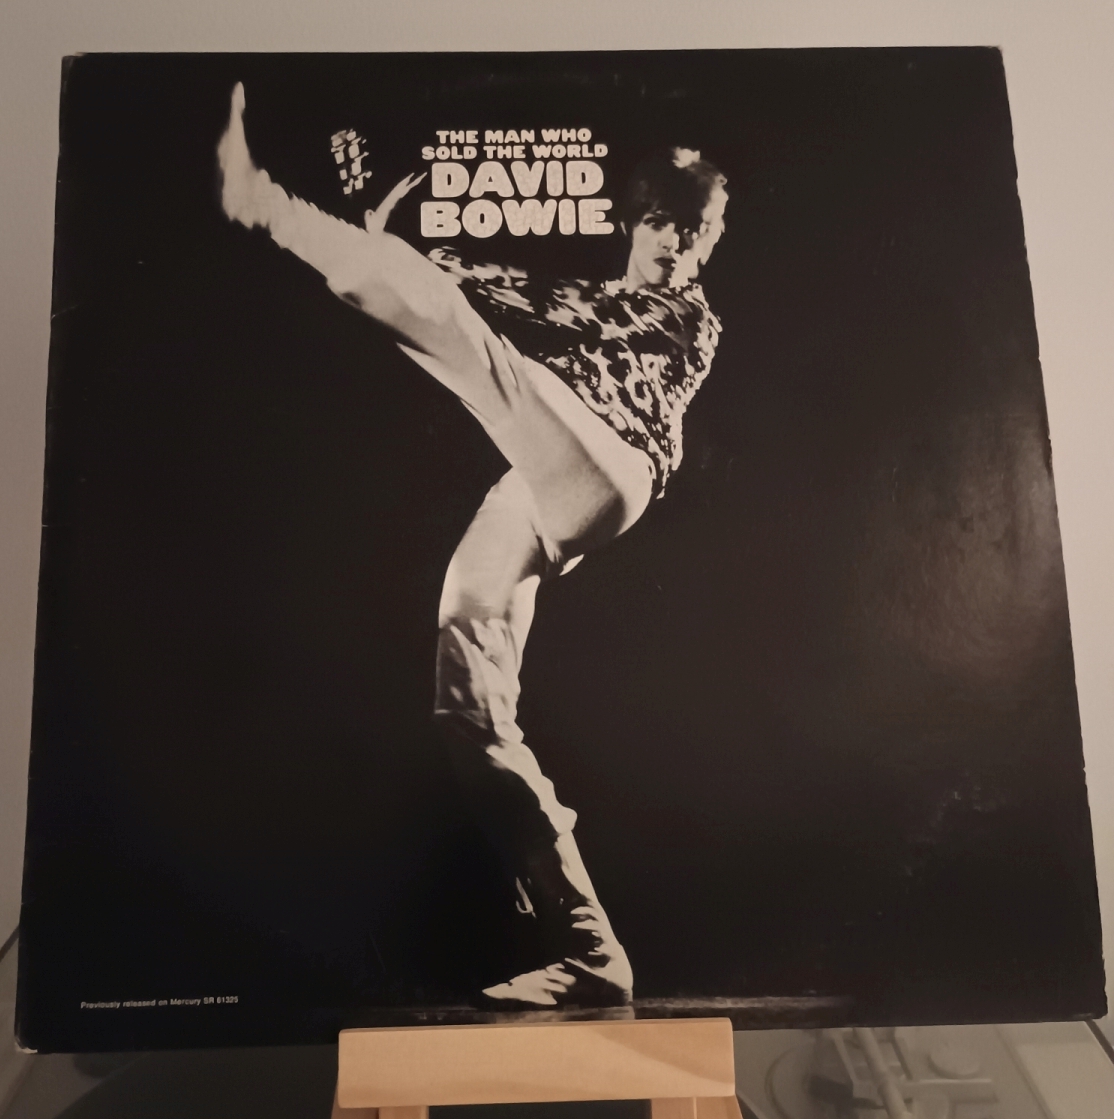 THE MAN WHO
SOLD THE WORLD
DAVID
BOWIE
Previously released on Mercury SR 61325